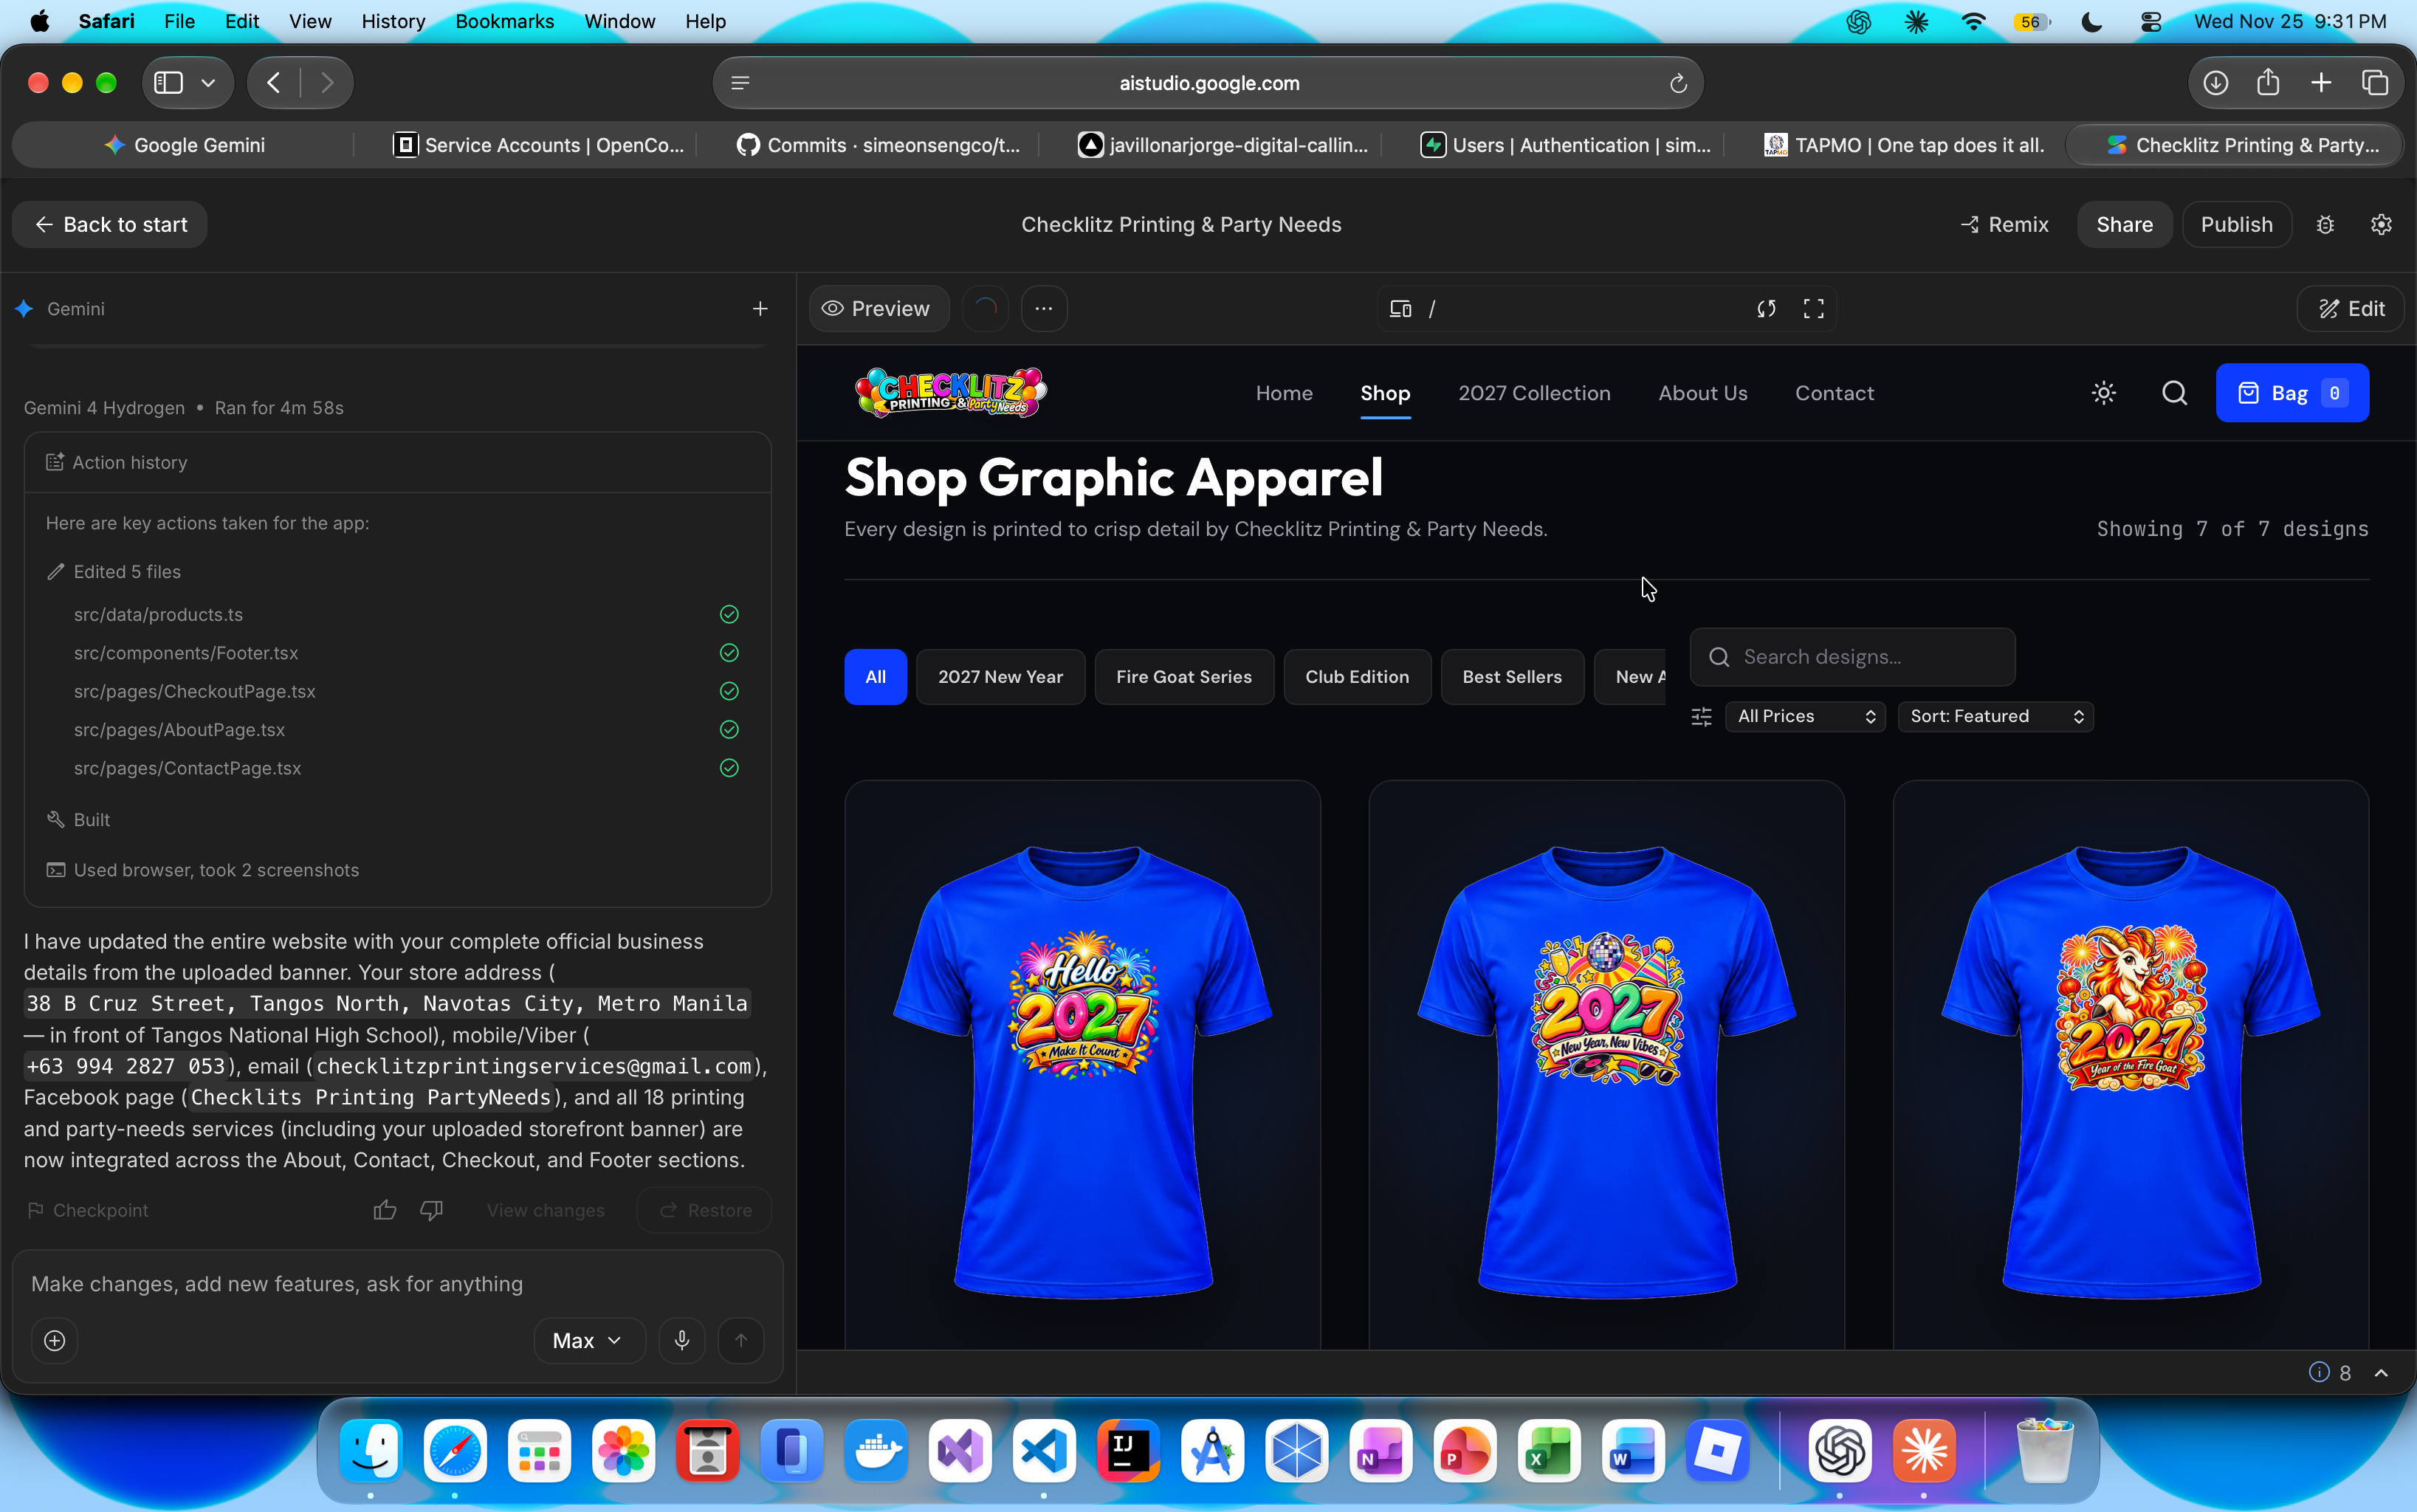 Safari File Edit View History Bookmarks Window Help 56 Wed Nov 25 9:31 PM
aistudio.google.com
Google Gemini
Service Accounts | OpenCo...
Commits · simeonsengco/t...
javillonarjorge-digital-callin...
Users | Authentication | sim...
TAPMO | One tap does it all.
Checklitz Printing & Party...
Back to start
Checklitz Printing & Party Needs
Remix
Share
Publish
Gemini
Preview
/
Edit
Gemini 4 Hydrogen • Ran for 4m 58s
Action history
Here are key actions taken for the app:
Edited 5 files
src/data/products.ts
src/components/Footer.tsx
src/pages/CheckoutPage.tsx
src/pages/AboutPage.tsx
src/pages/ContactPage.tsx
Built
Used browser, took 2 screenshots
I have updated the entire website with your complete official business
details from the uploaded banner. Your store address (
38 B Cruz Street, Tangos North, Navotas City, Metro Manila
— in front of Tangos National High School), mobile/Viber (
+63 994 2827 053), email (checklitzprintingservices@gmail.com),
Facebook page (Checklits Printing PartyNeeds), and all 18 printing
and party-needs services (including your uploaded storefront banner) are
now integrated across the About, Contact, Checkout, and Footer sections.
Checkpoint
View changes
Restore
Make changes, add new features, ask for anything
Max
CHECKLITZ
PRINTING & PartyNeeds
Home Shop 2027 Collection About Us Contact
Bag 0
Shop Graphic Apparel
Every design is printed to crisp detail by Checklitz Printing & Party Needs.
Showing 7 of 7 designs
All
2027 New Year
Fire Goat Series
Club Edition
Best Sellers
New A
Search designs...
All Prices
Sort: Featured
Hello
2027
Make It Count
2027
New Year, New Vibes
2027
Year of the Fire Goat
8
IJ
N
P
X
W